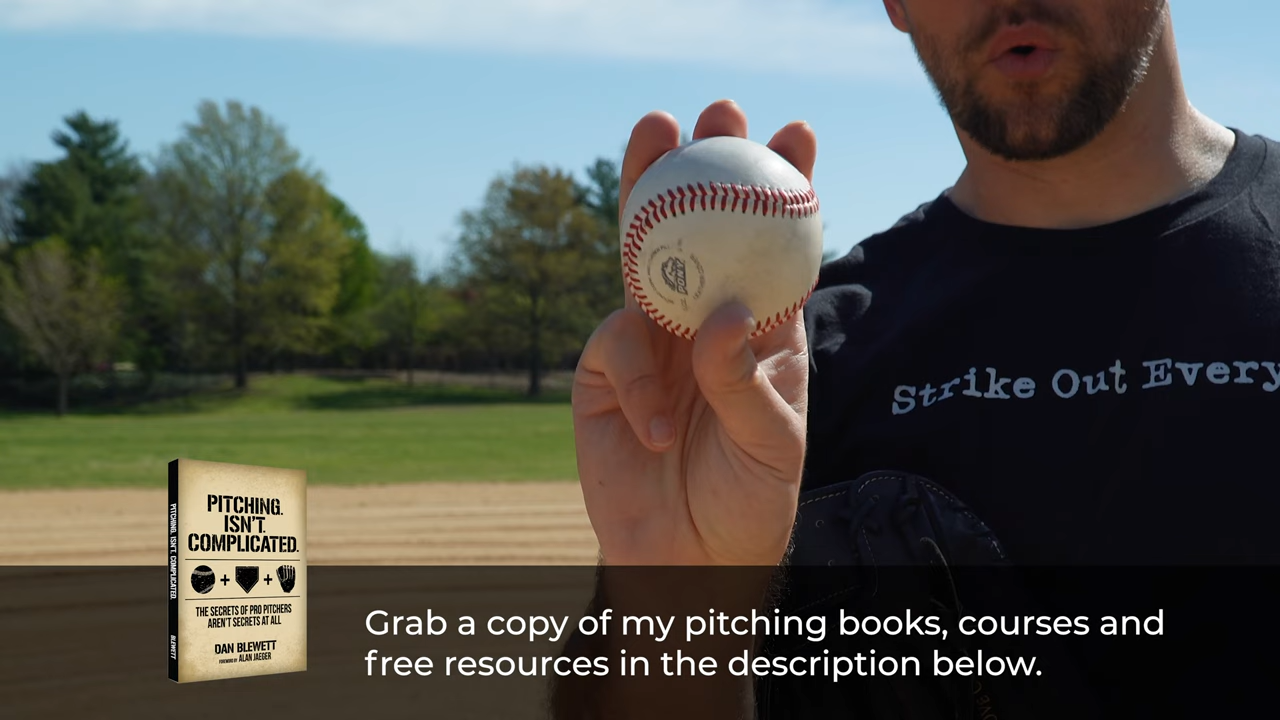 PONY
Strike Out Every
PITCHING. ISN'T. COMPLICATED.
BLEWETT
PITCHING.
ISN'T.
COMPLICATED.
THE SECRETS OF PRO PITCHERS
AREN'T SECRETS AT ALL
DAN BLEWETT
FOREWORD BY ALAN JAEGER
Grab a copy of my pitching books, courses and
free resources in the description below.